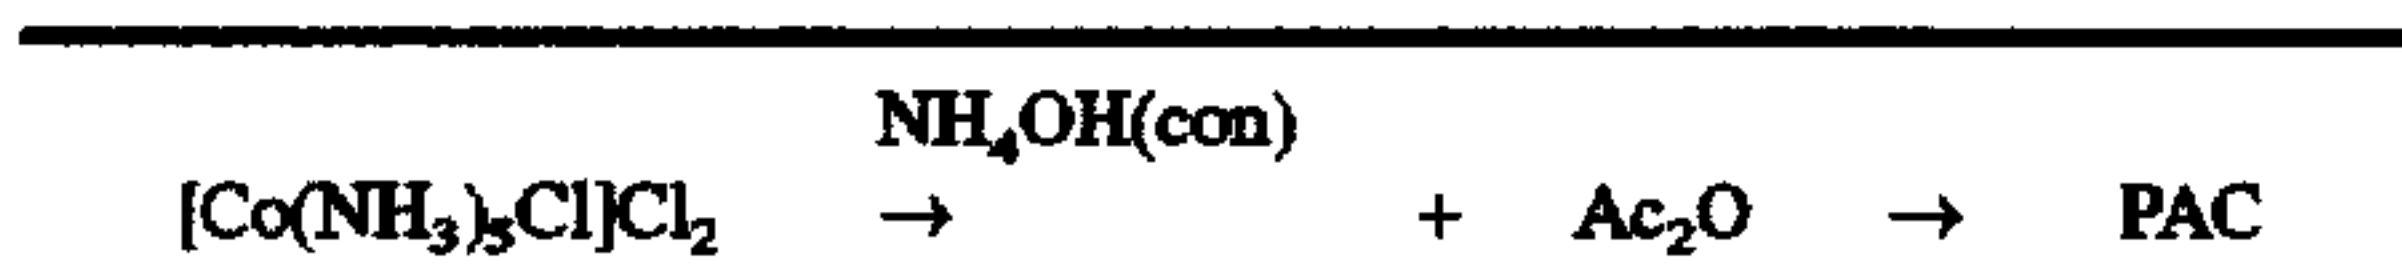 NH₄OH(con)
[Co(NH₃)₅Cl]Cl₂ → + Ac₂O → PAC